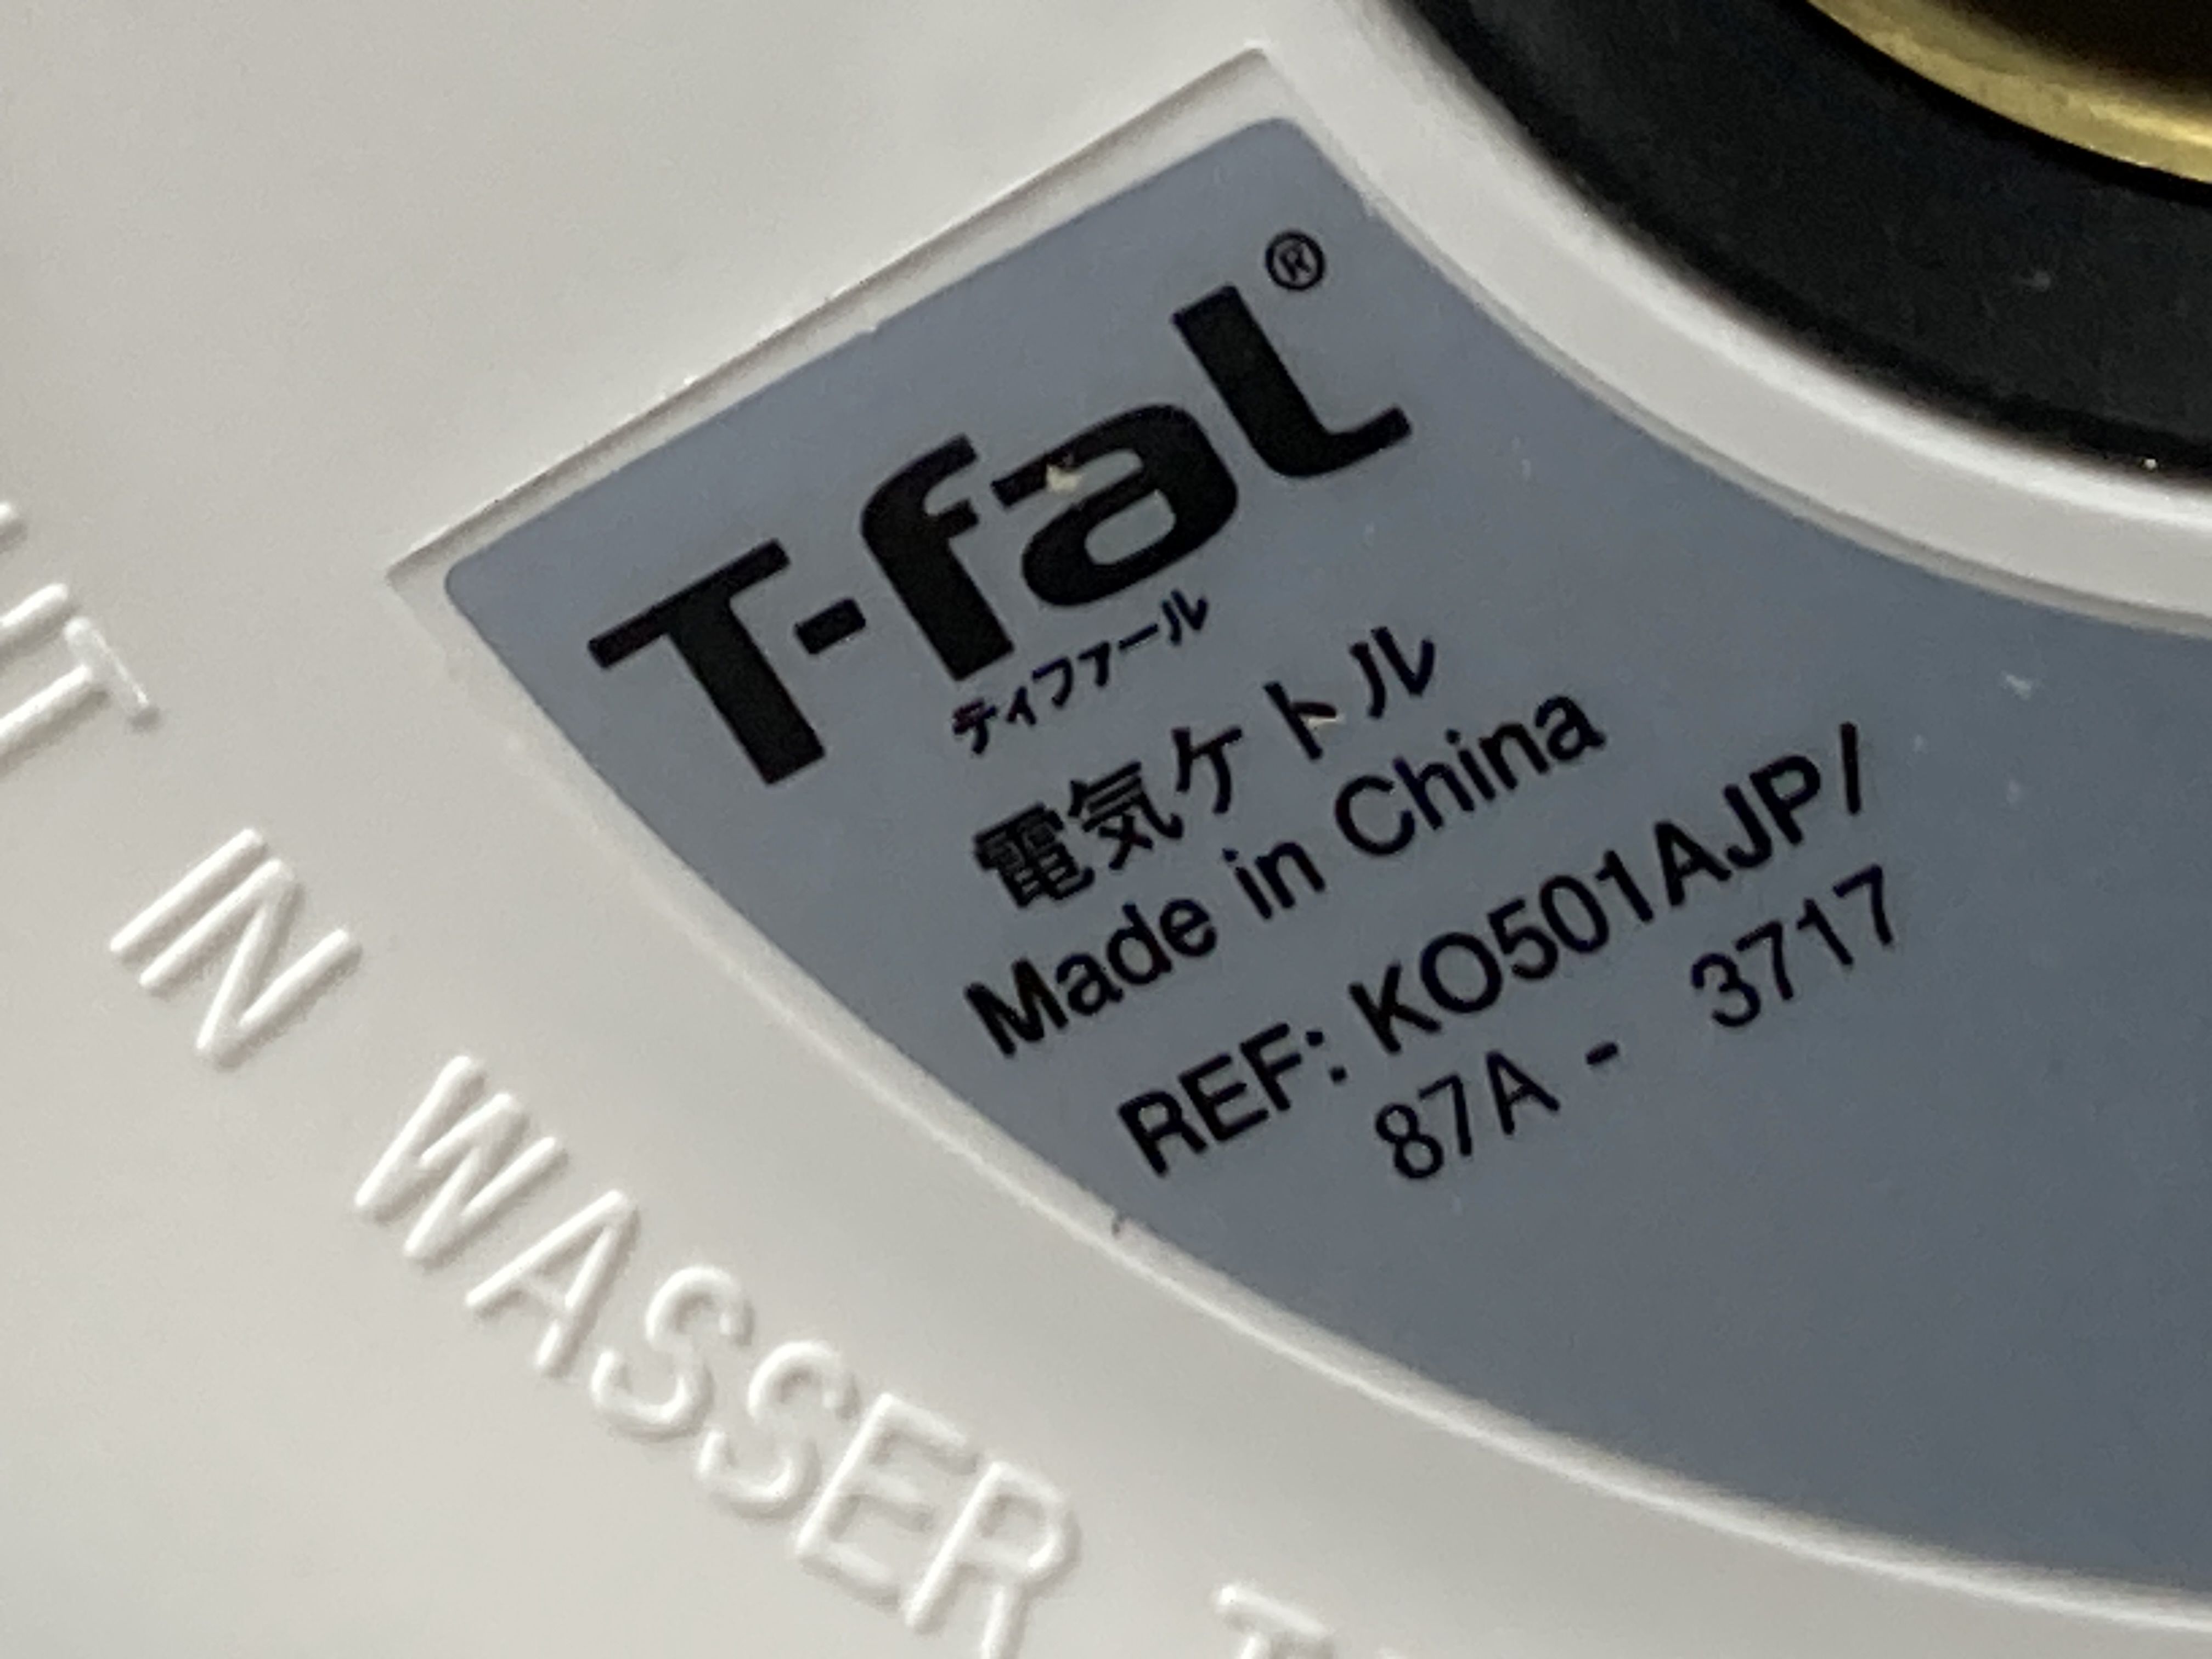 T-faL®
ティファール
電気ケトル
Made in China
REF: KO501AJP/
87A - 3717
IN WASSER